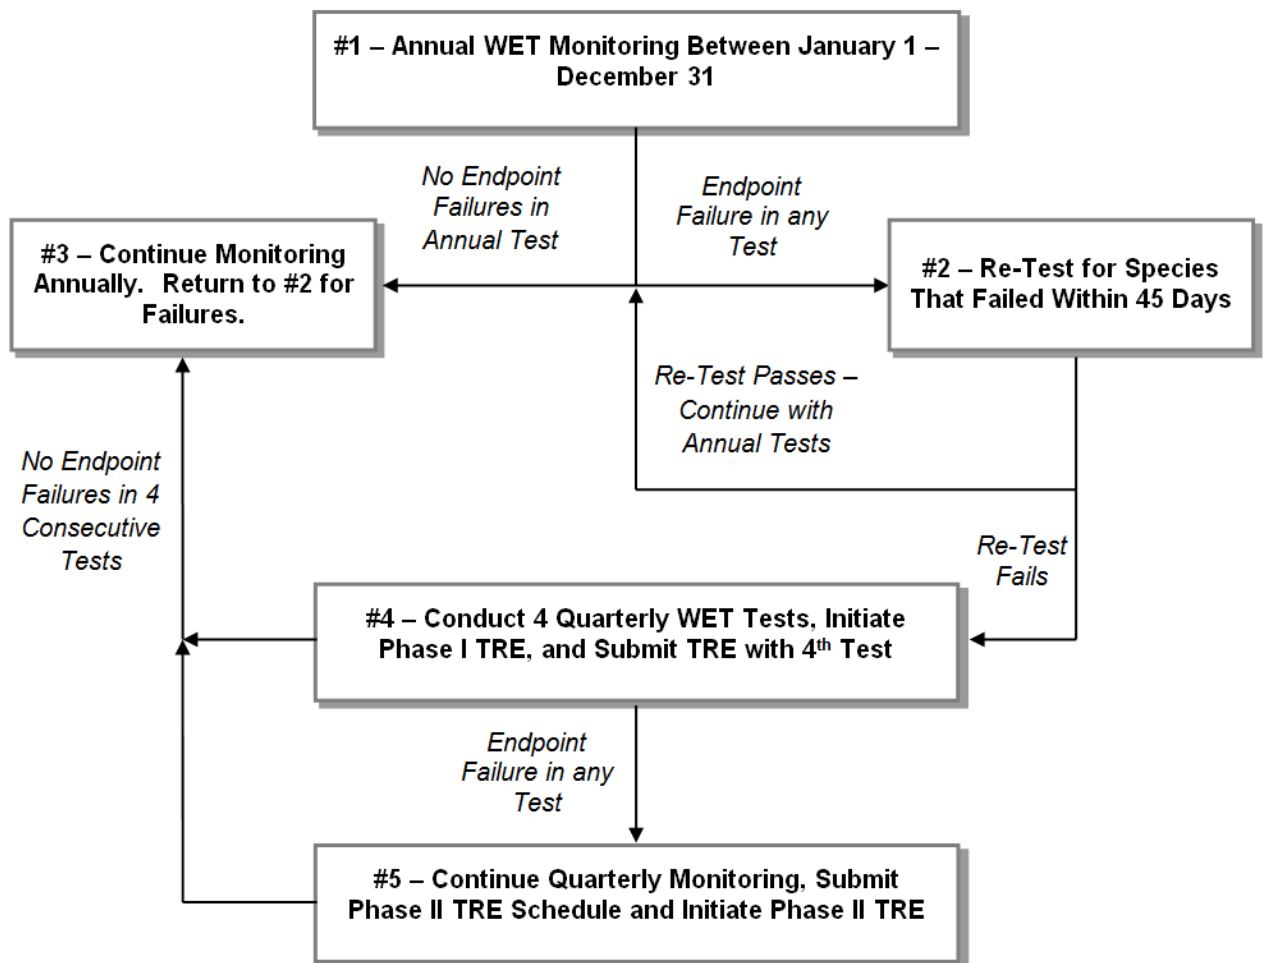 #1 – Annual WET Monitoring Between January 1 –
December 31
No Endpoint
Failures in
Annual Test
Endpoint
Failure in any
Test
#3 – Continue Monitoring
Annually.  Return to #2 for
Failures.
#2 – Re-Test for Species
That Failed Within 45 Days
Re-Test Passes –
Continue with
Annual Tests
No Endpoint
Failures in 4
Consecutive
Tests
Re-Test
Fails
#4 – Conduct 4 Quarterly WET Tests, Initiate
Phase I TRE, and Submit TRE with 4th Test
Endpoint
Failure in any
Test
#5 – Continue Quarterly Monitoring, Submit
Phase II TRE Schedule and Initiate Phase II TRE